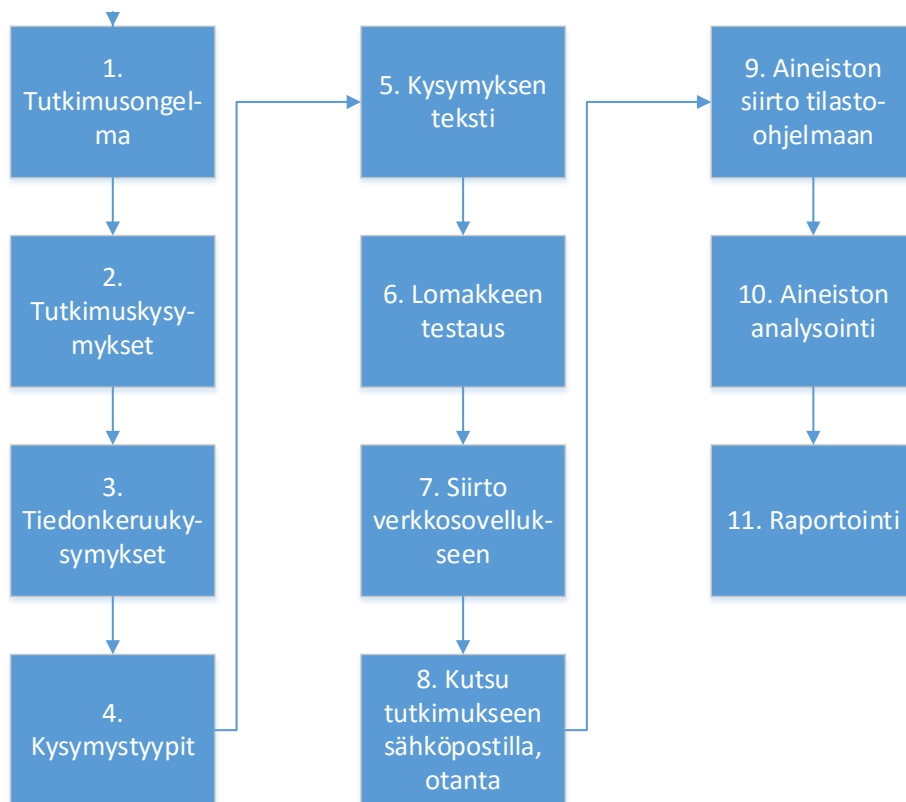 1.
Tutkimusongel-
ma
2.
Tutkimuskysy-
mykset
3.
Tiedonkeruuky-
symykset
4.
Kysymystyypit
5. Kysymyksen
teksti
6. Lomakkeen
testaus
7. Siirto
verkkosovelluk-
seen
8. Kutsu
tutkimukseen
sähköpostilla,
otanta
9. Aineiston
siirto tilasto-
ohjelmaan
10. Aineiston
analysointi
11. Raportointi